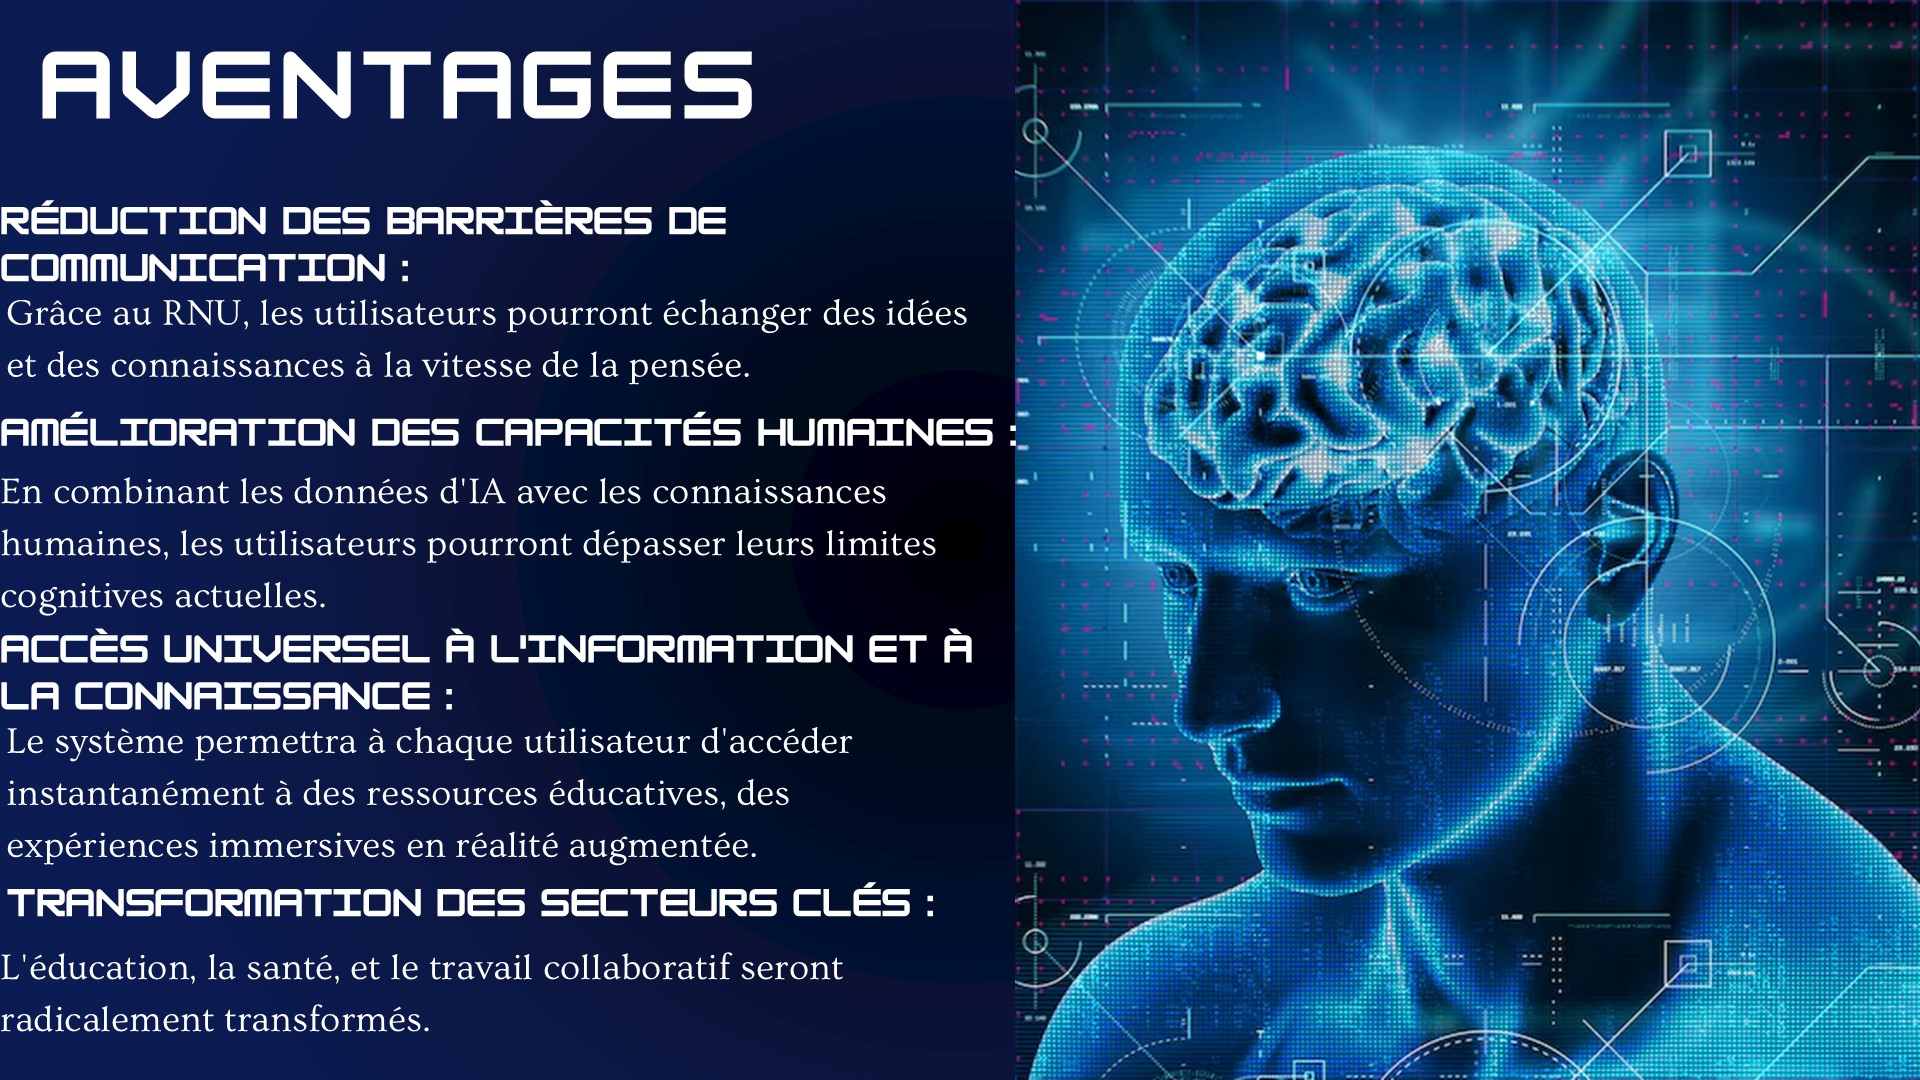 AVENTAGES
RÉDUCTION DES BARRIÈRES DE
COMMUNICATION :
Grâce au RNU, les utilisateurs pourront échanger des idées
et des connaissances à la vitesse de la pensée.
AMÉLIORATION DES CAPACITÉS HUMAINES :
En combinant les données d'IA avec les connaissances
humaines, les utilisateurs pourront dépasser leurs limites
cognitives actuelles.
ACCÈS UNIVERSEL À L'INFORMATION ET À
LA CONNAISSANCE :
Le système permettra à chaque utilisateur d'accéder
instantanément à des ressources éducatives, des
expériences immersives en réalité augmentée.
TRANSFORMATION DES SECTEURS CLÉS :
L'éducation, la santé, et le travail collaboratif seront
radicalement transformés.